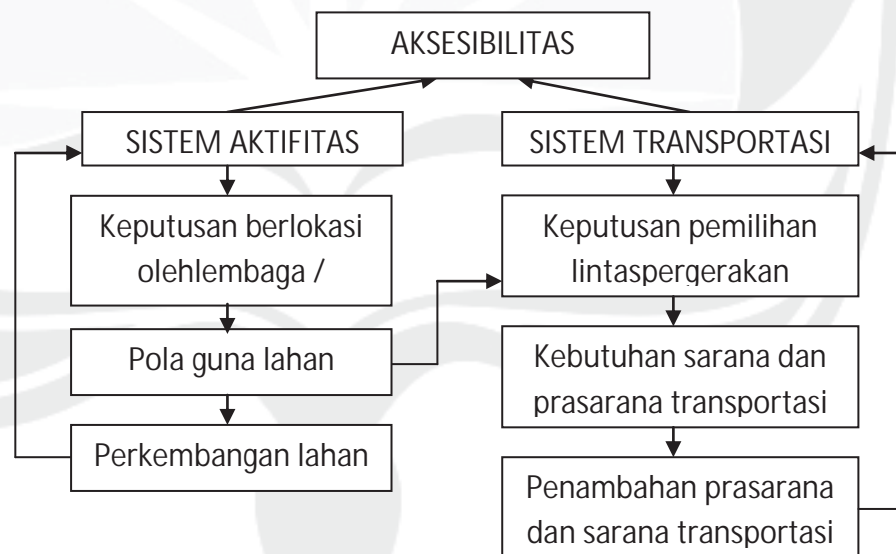 AKSESIBILITAS
SISTEM AKTIFITAS
SISTEM TRANSPORTASI
Keputusan berlokasi
olehlembaga /
Keputusan pemilihan
lintaspergerakan
Pola guna lahan
Kebutuhan sarana dan
prasarana transportasi
Perkembangan lahan
Penambahan prasarana
dan sarana transportasi